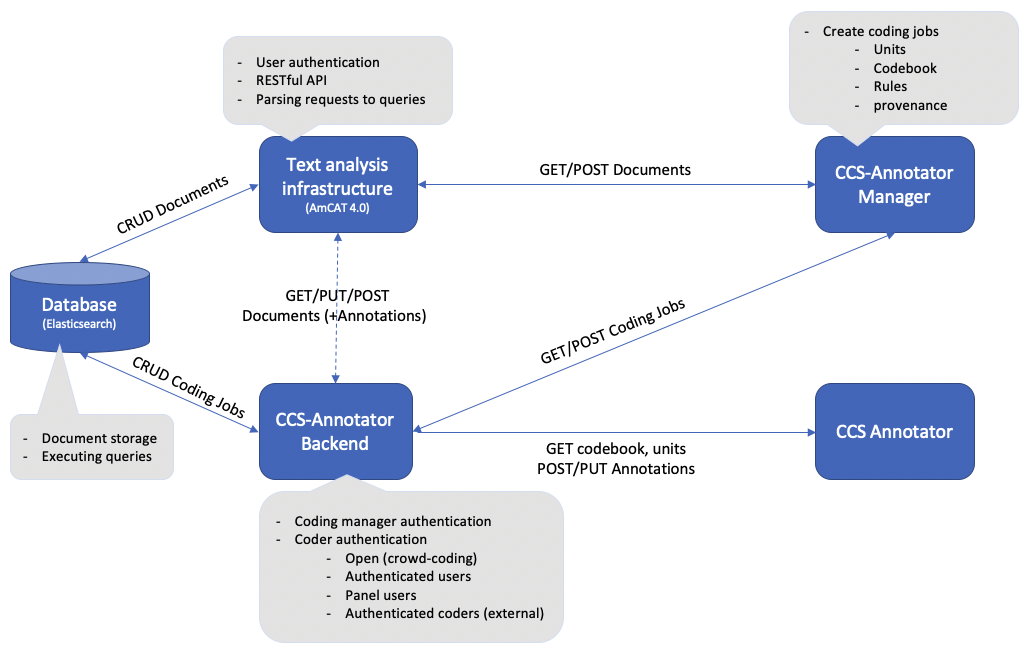 - Create coding jobs
- Units
- Codebook
- Rules
- provenance
- User authentication
- RESTful API
- Parsing requests to queries
Text analysis
infrastructure
(AmCAT 4.0)
GET/POST Documents
CCS-Annotator
Manager
CRUD Documents
Database
(Elasticsearch)
GET/PUT/POST
Documents (+Annotations)
GET/POST Coding Jobs
CRUD Coding Jobs
- Document storage
- Executing queries
CCS-Annotator
Backend
GET codebook, units
POST/PUT Annotations
CCS Annotator
- Coding manager authentication
- Coder authentication
- Open (crowd-coding)
- Authenticated users
- Panel users
- Authenticated coders (external)